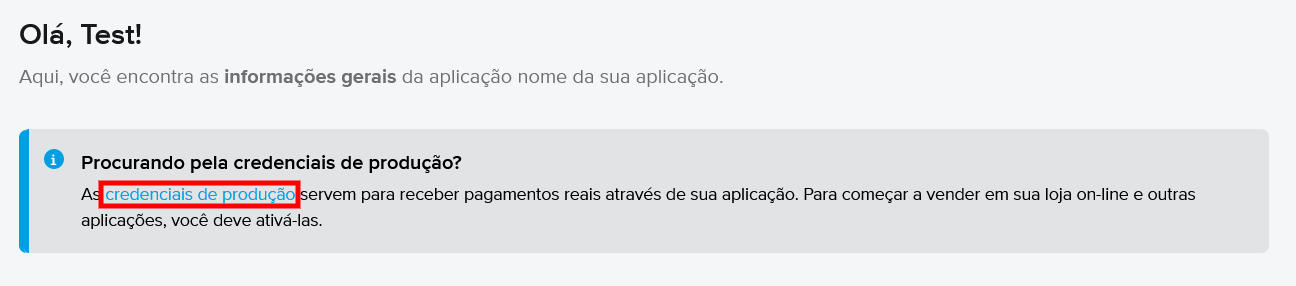 Olá, Test!
Aqui, você encontra as informações gerais da aplicação nome da sua aplicação.
Procurando pela credenciais de produção?
As credenciais de produção servem para receber pagamentos reais através de sua aplicação. Para começar a vender em sua loja on-line e outras
aplicações, você deve ativá-las.